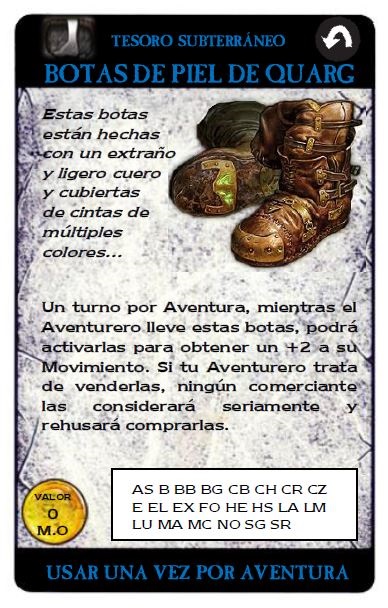 TESORO SUBTERRÁNEO
BOTAS DE PIEL DE QUARG
Estas botas
están hechas
con un extraño
y ligero cuero
y cubiertas
de cintas de
múltiples
colores...
Un turno por Aventura, mientras el
Aventurero lleve estas botas, podrá
activarlas para obtener un +2 a su
Movimiento. Si tu Aventurero trata
de venderlas, ningún comerciante
las considerará seriamente y
rehusará comprarlas.
VALOR
0
M.O
AS B BB BG CB CH CR CZ
E EL EX FO HE HS LA LM
LU MA MC NO SG SR
USAR UNA VEZ POR AVENTURA